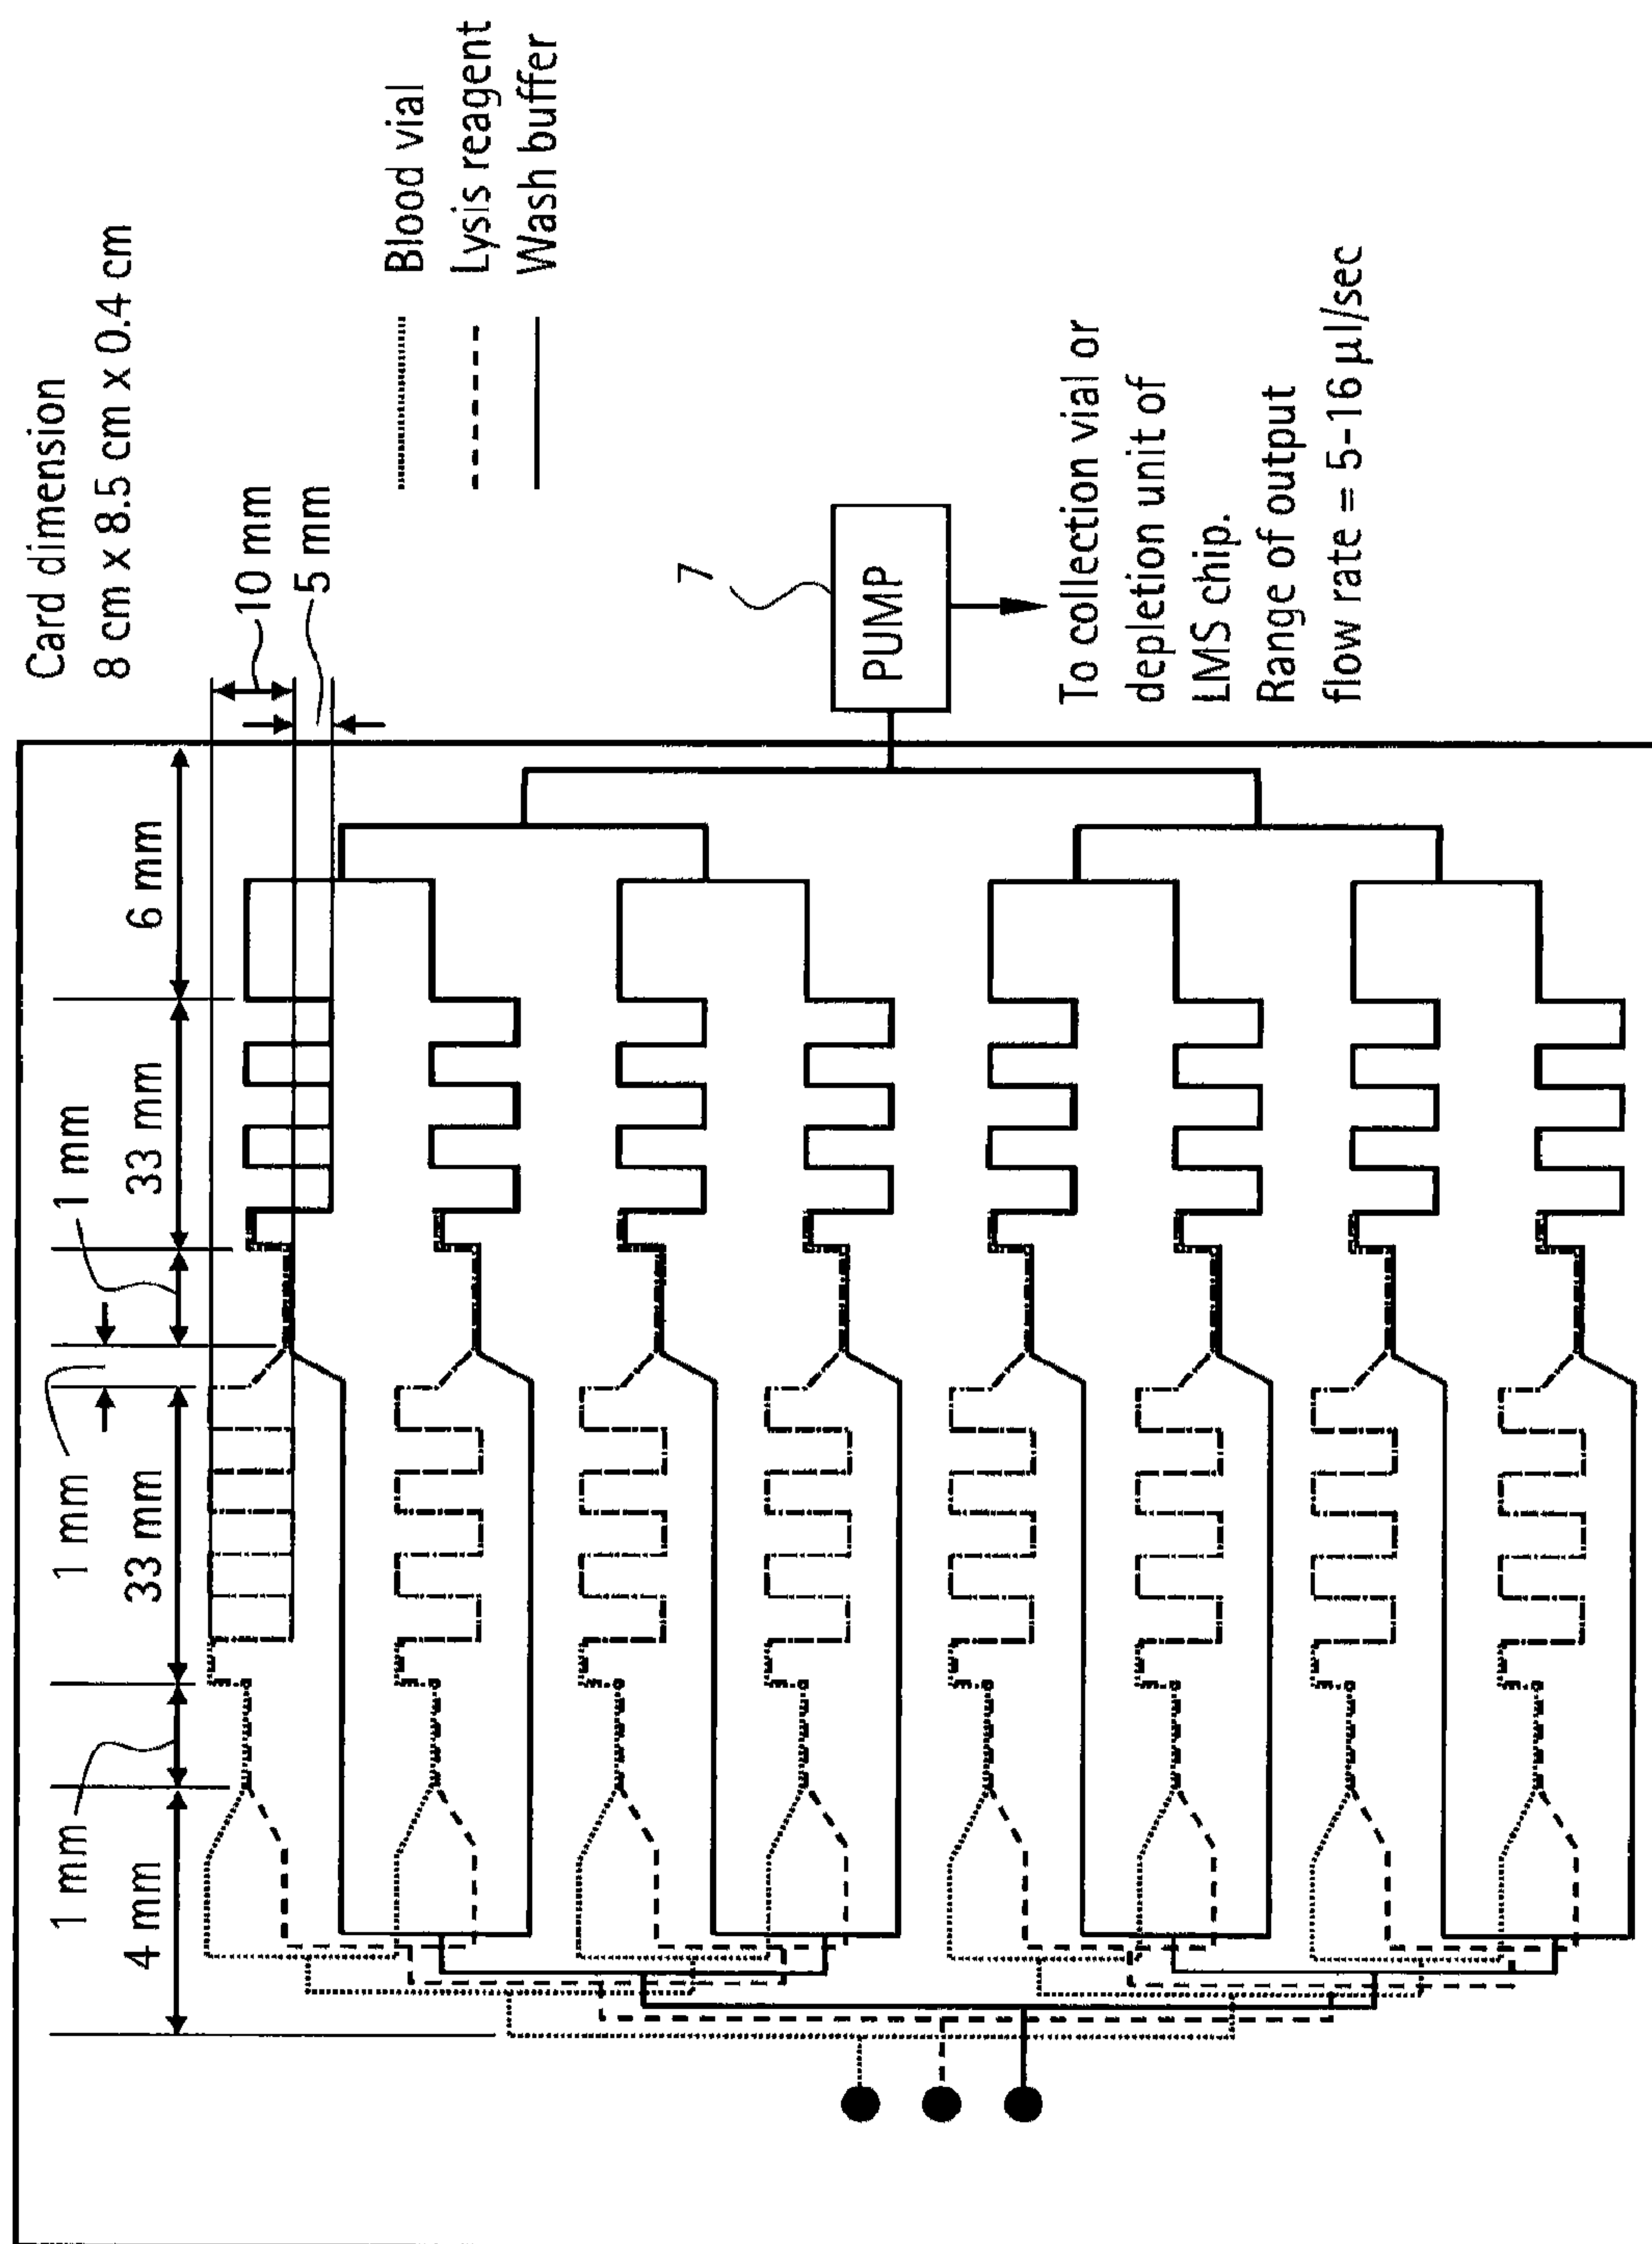 Card dimension
8 cm x 8.5 cm x 0.4 cm
10 mm
5 mm
Blood vial
Lysis reagent
Wash buffer
4 mm
1 mm
33 mm
1 mm
1 mm
33 mm
6 mm
7
PUMP
To collection vial or
depletion unit of
LMS chip.
Range of output
flow rate = 5-16 µl/sec